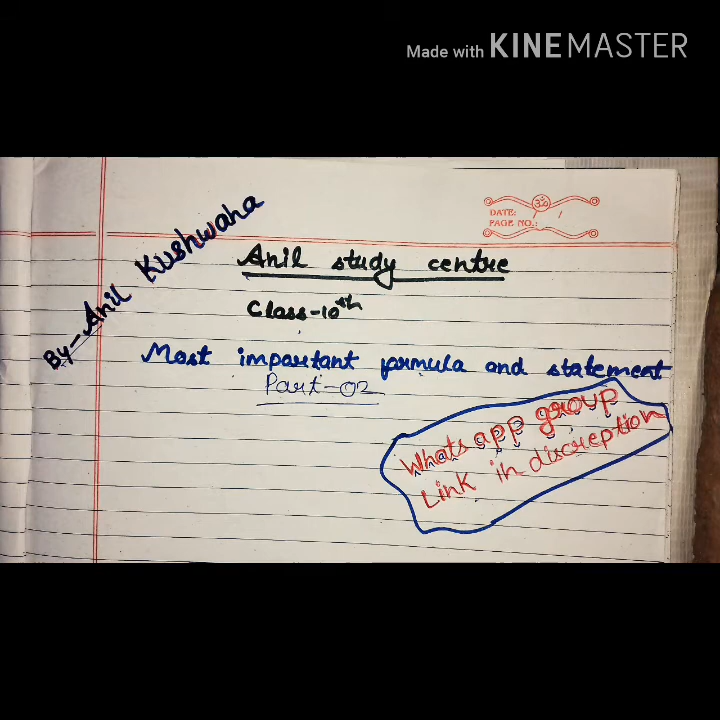 Made with KINEMASTER
ॐ
DATE: / /
PAGE NO.:
By-Anil Kushwaha
Anil study centre
Class-10th
Most impartant formula and statement
Part-02
Whats app group
Link in discreption